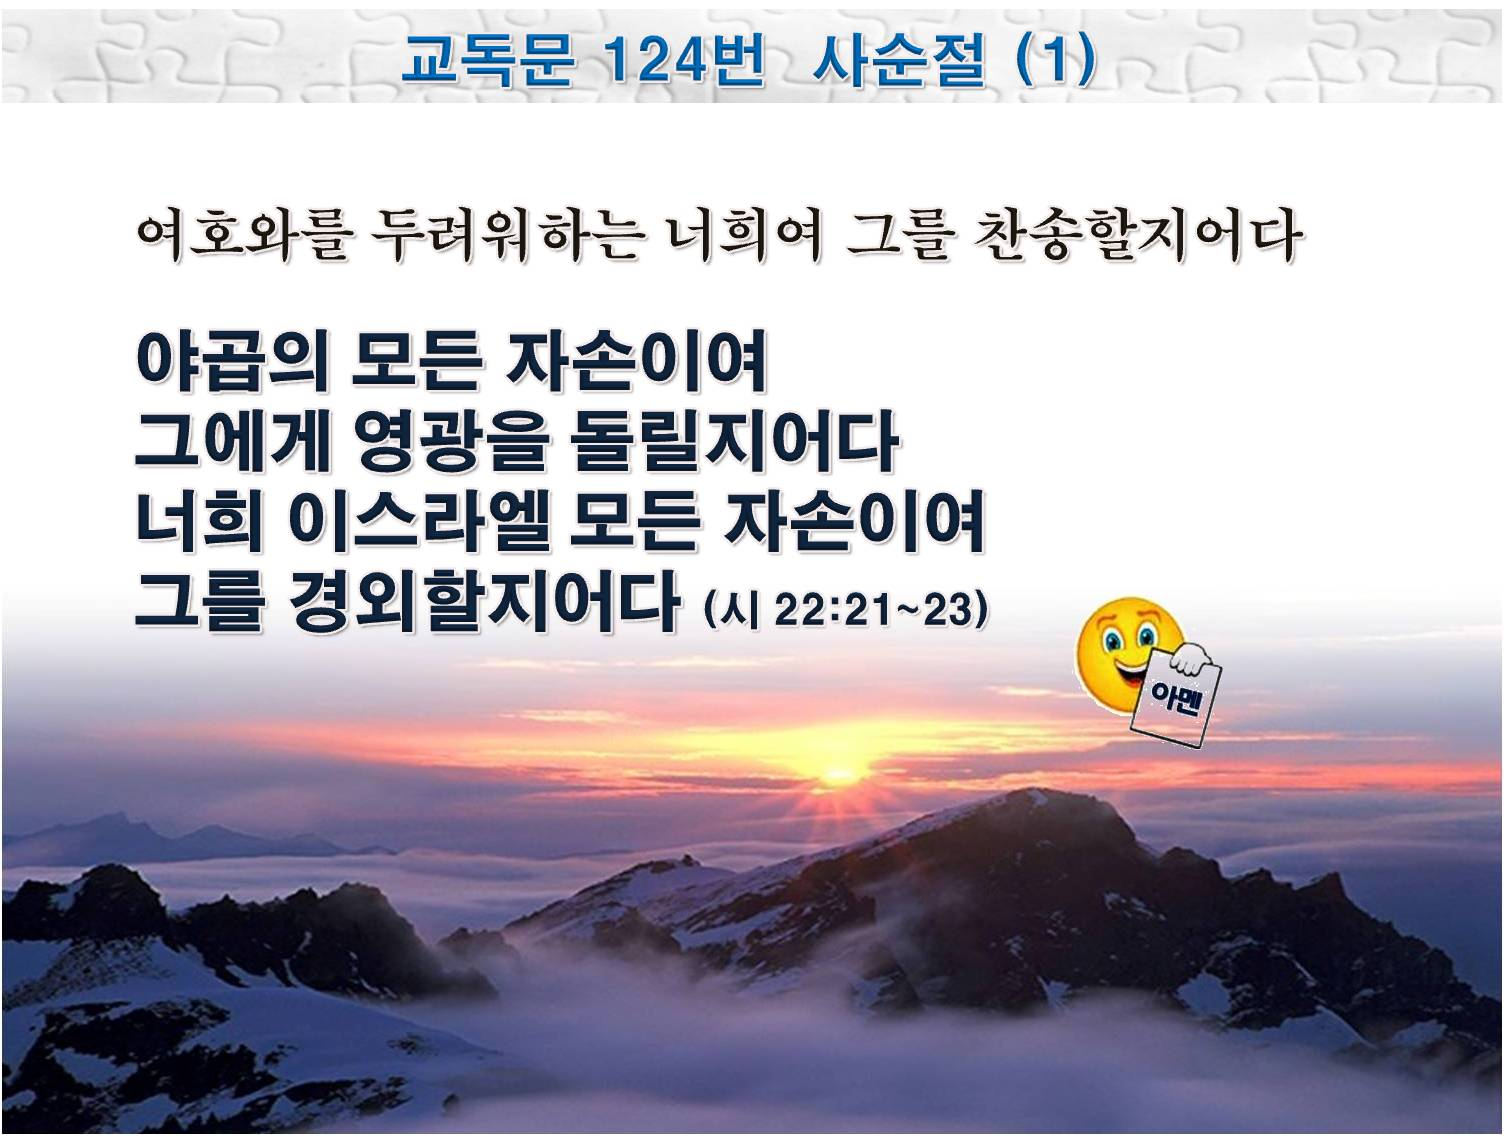 교독문 124번 사순절 (1)
여호와를 두려워하는 너희여 그를 찬송할지어다
야곱의 모든 자손이여
그에게 영광을 돌릴지어다
너희 이스라엘 모든 자손이여
그를 경외할지어다 (시 22:21~23)
아멘